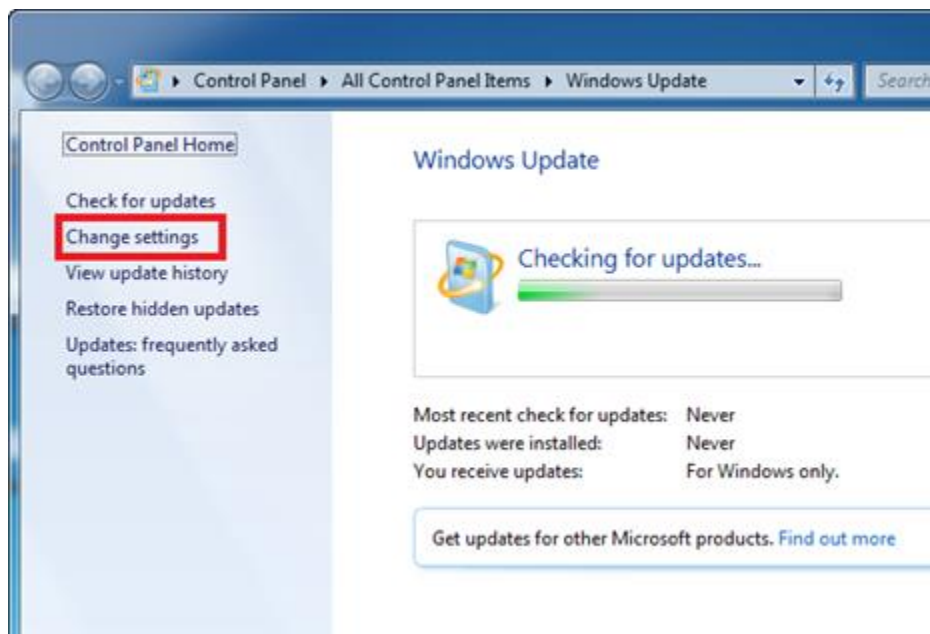 Control Panel ▸ All Control Panel Items ▸ Windows Update
Search
Control Panel Home
Check for updates
Change settings
View update history
Restore hidden updates
Updates: frequently asked
questions
Windows Update
Checking for updates...
Most recent check for updates: Never
Updates were installed: Never
You receive updates: For Windows only.
Get updates for other Microsoft products. Find out more